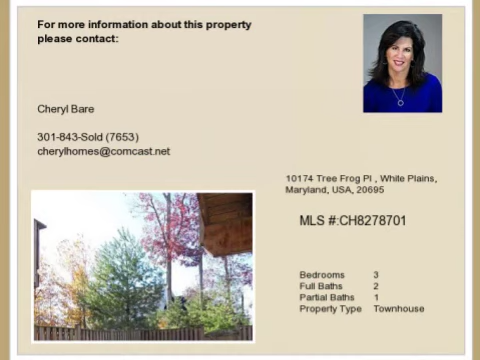 For more information about this property
please contact:
Cheryl Bare
301-843-Sold (7653)
cherylhomes@comcast.net
10174 Tree Frog Pl , White Plains,
Maryland, USA, 20695
MLS #:CH8278701
Bedrooms 3
Full Baths 2
Partial Baths 1
Property Type Townhouse